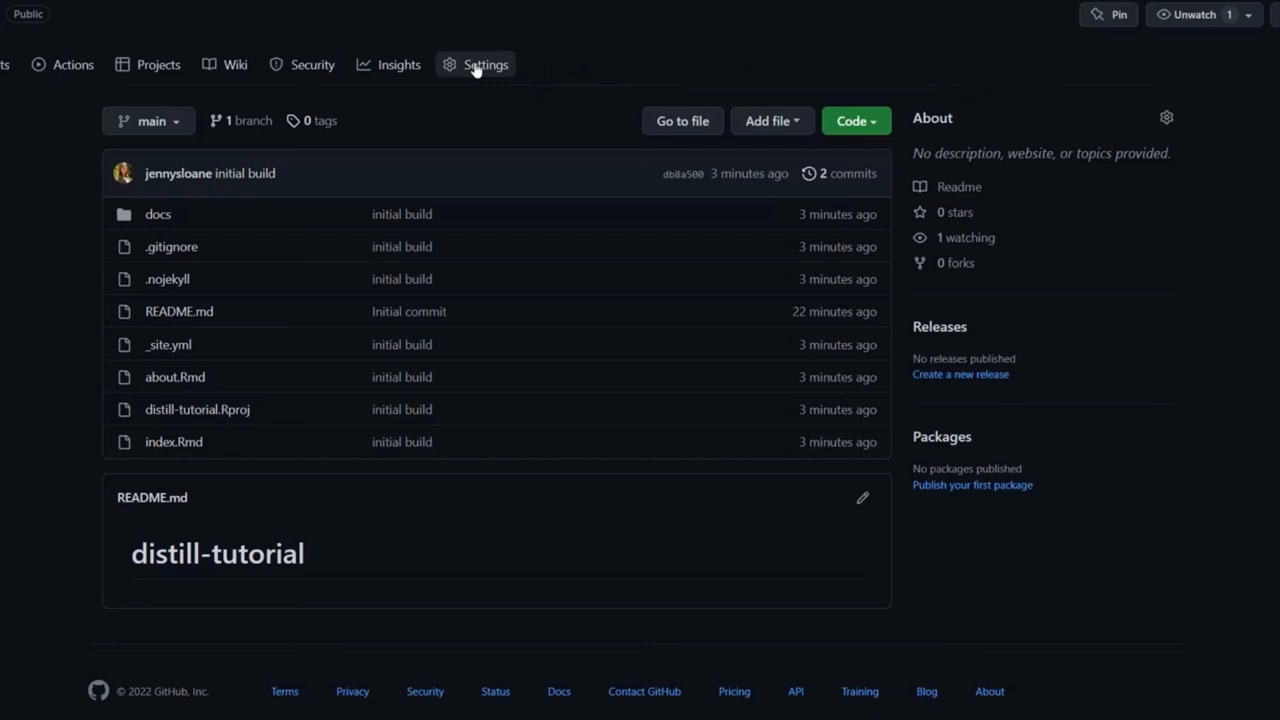 Public
Pin
Unwatch 1
ts Actions Projects Wiki Security Insights Settings
main 1 branch 0 tags Go to file Add file Code
jennysloane initial build db8a500 3 minutes ago 2 commits
docs initial build 3 minutes ago
.gitignore initial build 3 minutes ago
.nojekyll initial build 3 minutes ago
README.md Initial commit 22 minutes ago
_site.yml initial build 3 minutes ago
about.Rmd initial build 3 minutes ago
distill-tutorial.Rproj initial build 3 minutes ago
index.Rmd initial build 3 minutes ago
README.md
distill-tutorial
About
No description, website, or topics provided.
Readme
0 stars
1 watching
0 forks
Releases
No releases published
Create a new release
Packages
No packages published
Publish your first package
© 2022 GitHub, Inc. Terms Privacy Security Status Docs Contact GitHub Pricing API Training Blog About